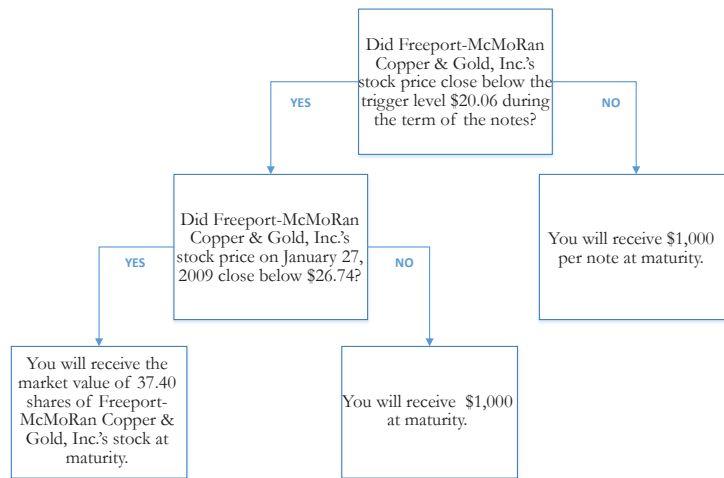 Did Freeport-McMoRan
Copper & Gold, Inc.'s
stock price close below the
trigger level $20.06 during
the term of the notes?
YES
NO
Did Freeport-McMoRan
Copper & Gold, Inc.'s
stock price on January 27,
2009 close below $26.74?
You will receive $1,000
per note at maturity.
YES
NO
You will receive the
market value of 37.40
shares of Freeport-
McMoRan Copper &
Gold, Inc.'s stock at
maturity.
You will receive $1,000
at maturity.